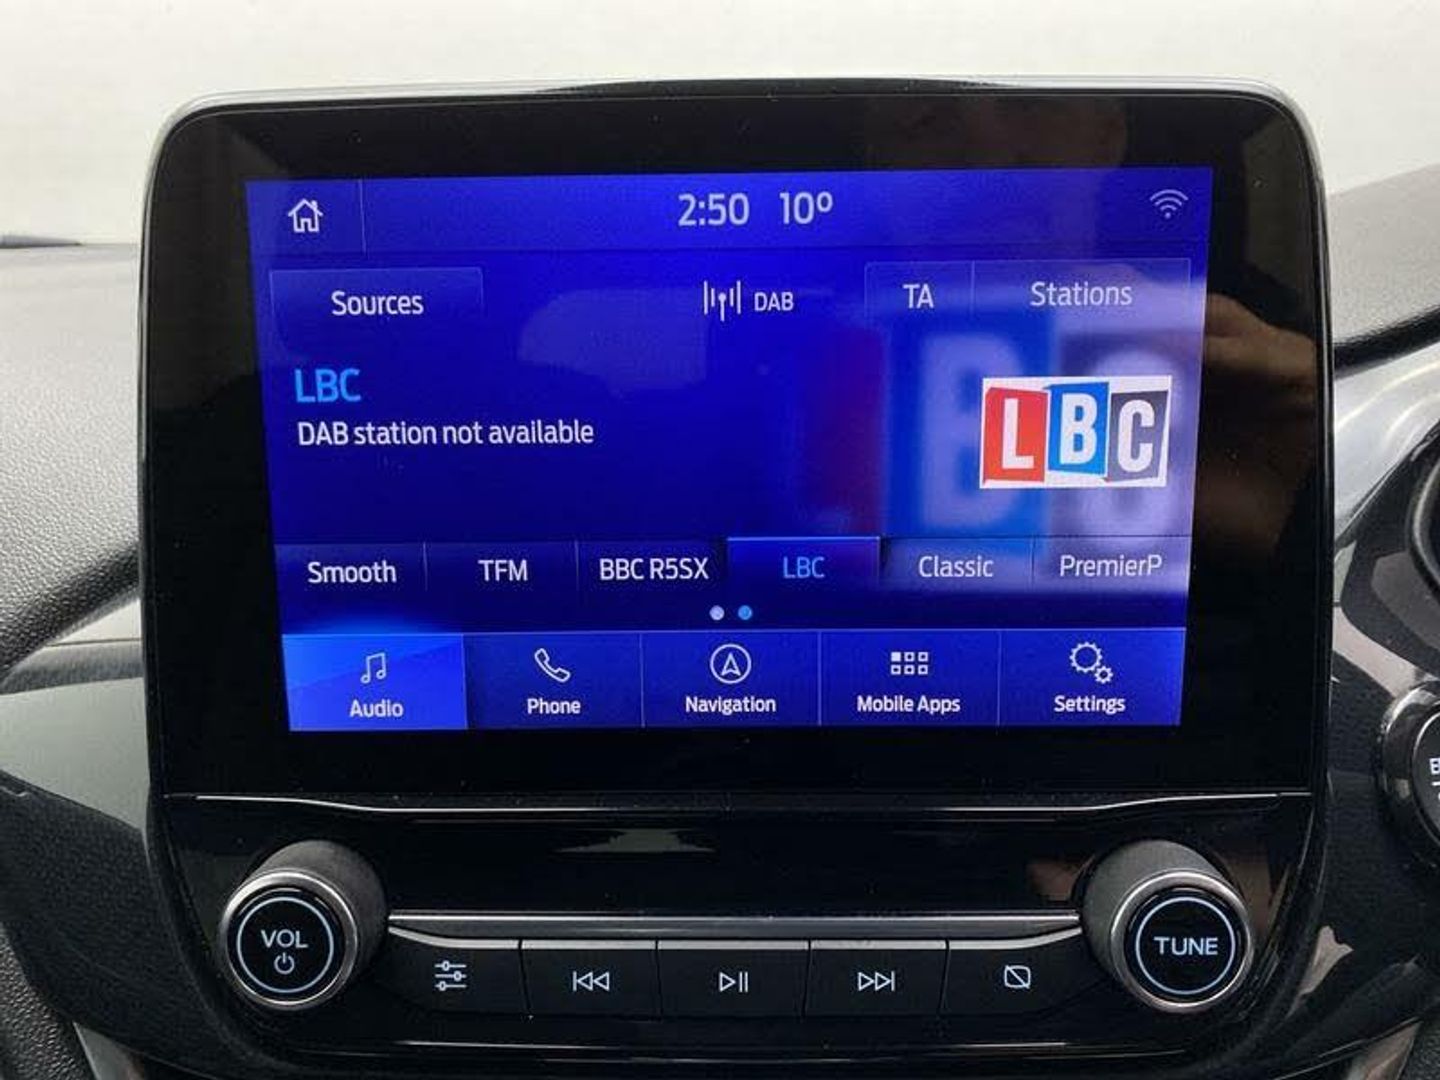 2:50 10º
Sources DAB TA Stations
LBC
DAB station not available
LBC
Smooth TFM BBC R5SX LBC Classic PremierP
Audio Phone Navigation Mobile Apps Settings
VOL TUNE